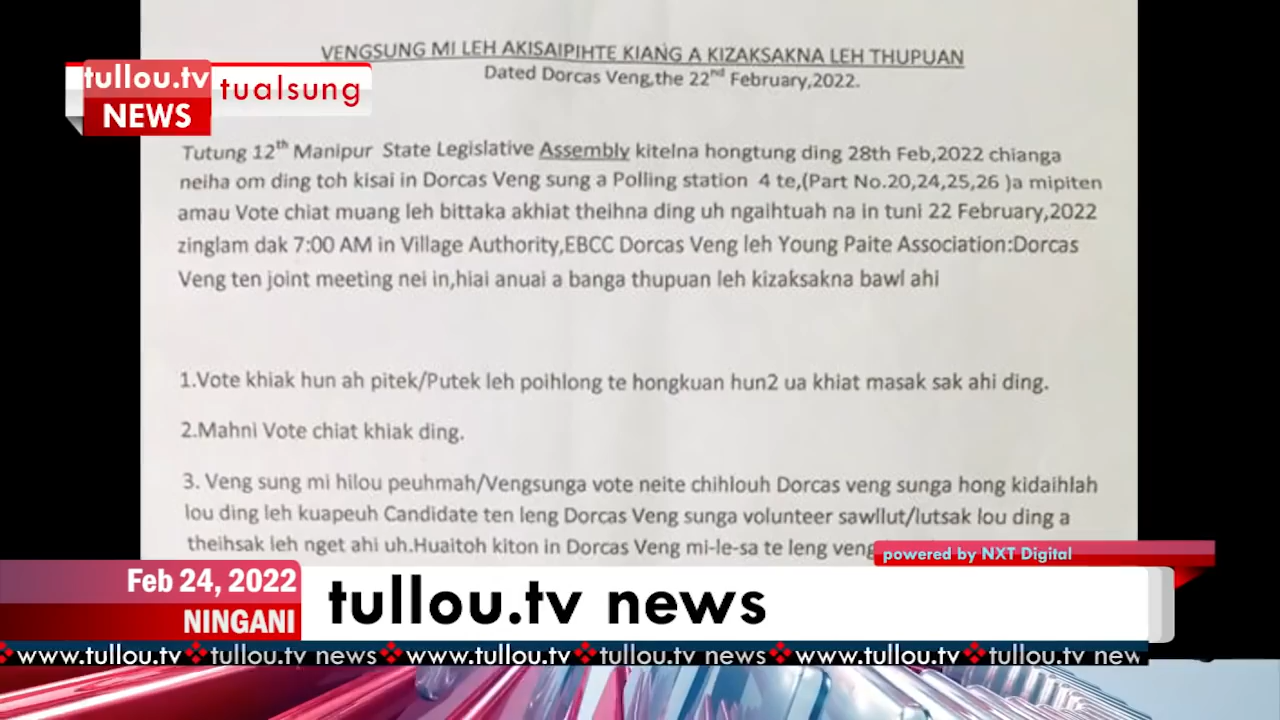 VENGSUNG MI LEH AKISAIPIHTE KIANG A KIZAKSAKNA LEH THUPUAN
Dated Dorcas Veng,the 22nd February,2022.
tullou.tv
NEWS
tualsung
Tutung 12th Manipur State Legislative Assembly kitelna hongtung ding 28th Feb,2022 chianga
neiha om ding toh kisai in Dorcas Veng sung a Polling station 4 te,(Part No.20,24,25,26 )a mipiten
amau Vote chiat muang leh bittaka akhiat theihna ding uh ngaihtuah na in tuni 22 February,2022
zinglam dak 7:00 AM in Village Authority,EBCC Dorcas Veng leh Young Paite Association:Dorcas
Veng ten joint meeting nei in,hiai anuai a banga thupuan leh kizaksakna bawl ahi
1.Vote khiak hun ah pitek/Putek leh poihlong te hongkuan hun2 ua khiat masak sak ahi ding.
2.Mahni Vote chiat khiak ding.
3. Veng sung mi hilou peuhmah/Vengsunga vote neite chihlouh Dorcas veng sunga hong kidaihlah
lou ding leh kuapeuh Candidate ten leng Dorcas Veng sunga volunteer sawllut/lutsak lou ding a
theihsak leh nget ahi uh.Huaitoh kiton in Dorcas Veng mi-le-sa te leng veng
powered by NXT Digital
Feb 24, 2022
NINGANI
tullou.tv news
www.tullou.tv tullou.tv news www.tullou.tv tullou.tv news www.tullou.tv tullou.tv new